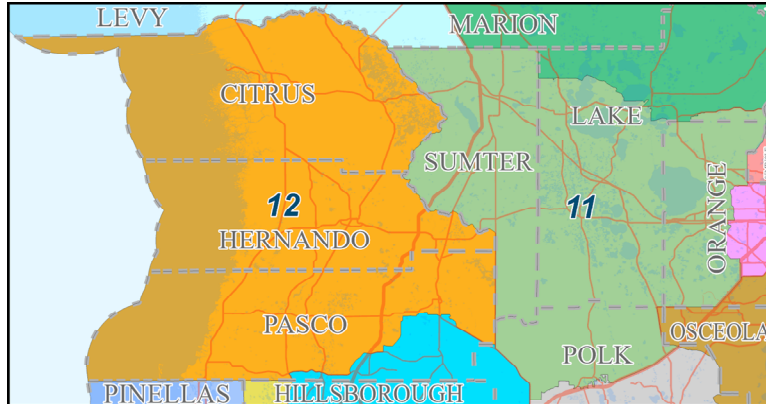 LEVY
MARION
CITRUS
LAKE
SUMTER
12
11
ORANGE
HERNANDO
PASCO
OSCEOLA
POLK
PINELLAS
HILLSBOROUGH